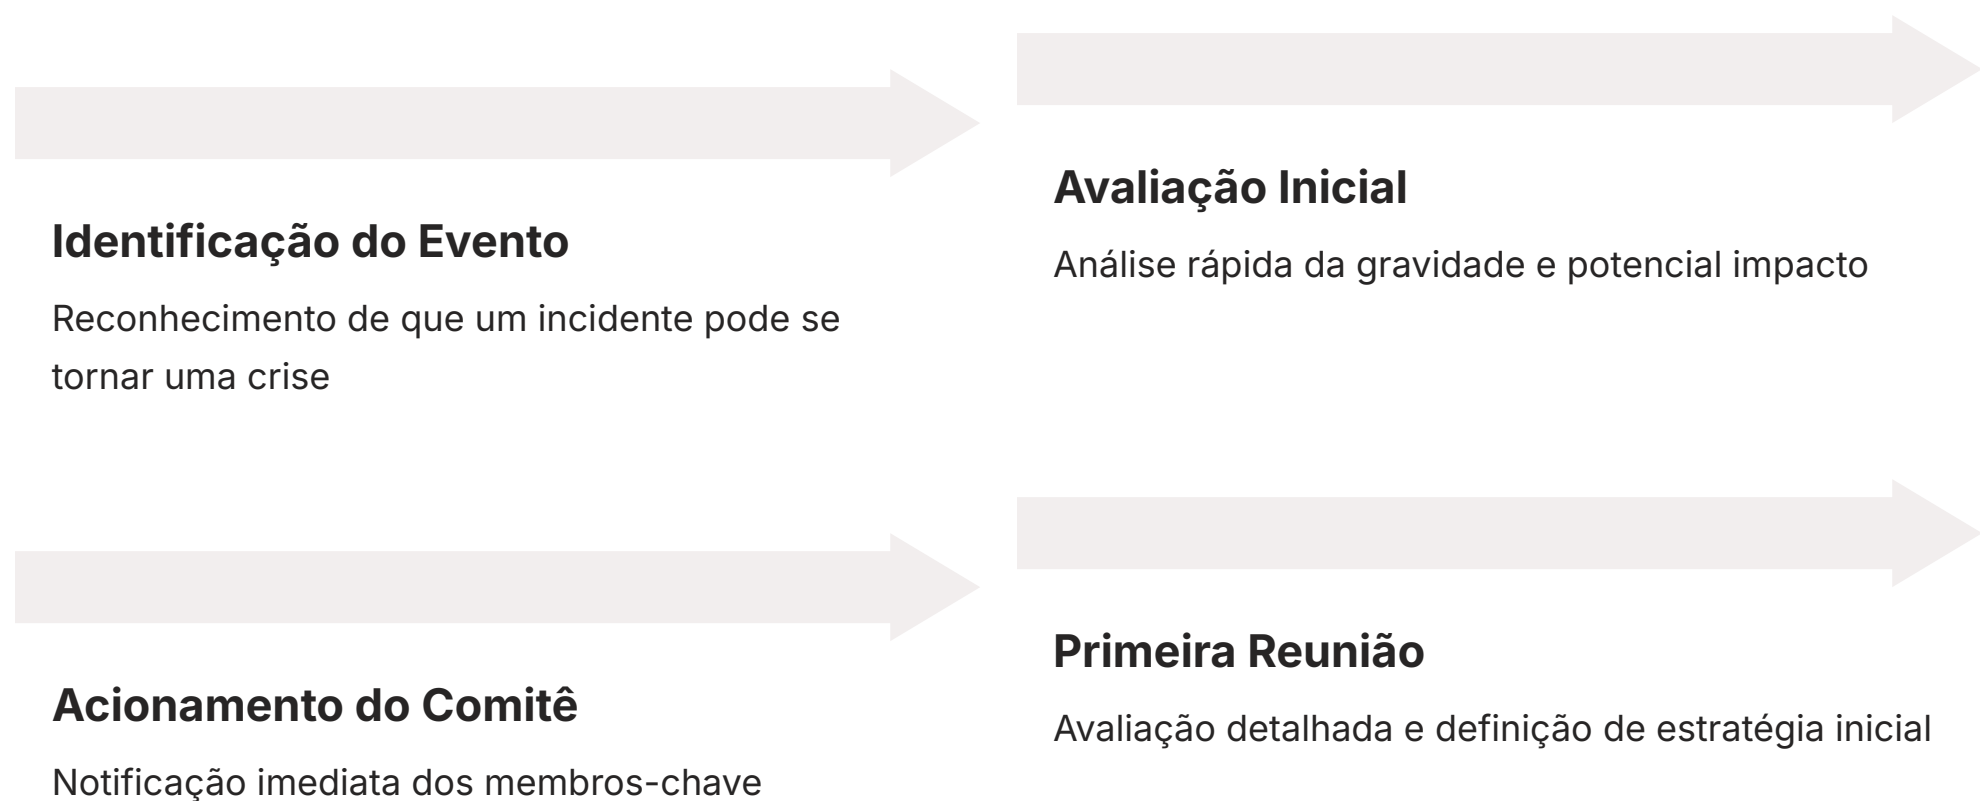 Identificação do Evento
Reconhecimento de que um incidente pode se
tornar uma crise
Avaliação Inicial
Análise rápida da gravidade e potencial impacto
Acionamento do Comitê
Notificação imediata dos membros-chave
Primeira Reunião
Avaliação detalhada e definição de estratégia inicial